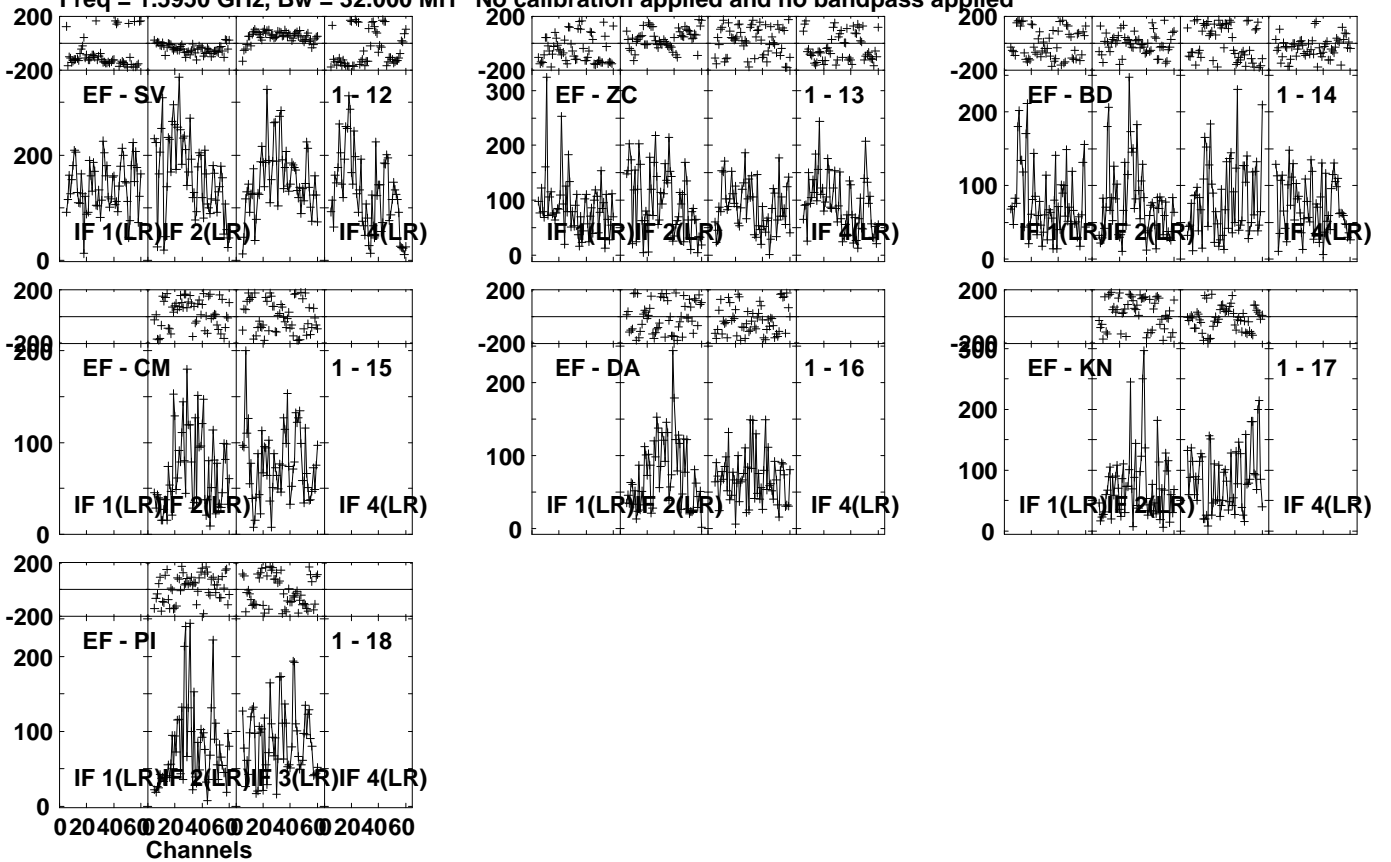 Freq = 1.5950 GHz, Bw = 32.000 MH No calibration applied and no bandpass applied
200
-200
EF - SV
1 - 12
200
0
IF 1(LR)
IF 2(LR)
IF 4(LR)
200
-200
EF - ZC
1 - 13
300
200
100
0
IF 1(LR)
IF 2(LR)
IF 4(LR)
200
-200
EF - BD
1 - 14
200
100
0
IF 1(LR)
IF 2(LR)
IF 4(LR)
200
-200
200
EF - CM
1 - 15
100
0
IF 1(LR)
IF 2(LR)
IF 4(LR)
200
-200
EF - DA
1 - 16
200
100
0
IF 1(LR)
IF 2(LR)
IF 4(LR)
200
-200
300
EF - KN
1 - 17
200
100
0
IF 1(LR)
IF 2(LR)
IF 4(LR)
200
-200
EF - PI
1 - 18
200
100
0
IF 1(LR)
IF 2(LR)
IF 3(LR)
IF 4(LR)
0 20 40 60 0 20 40 60 0 20 40 60 0 20 40 60
Channels